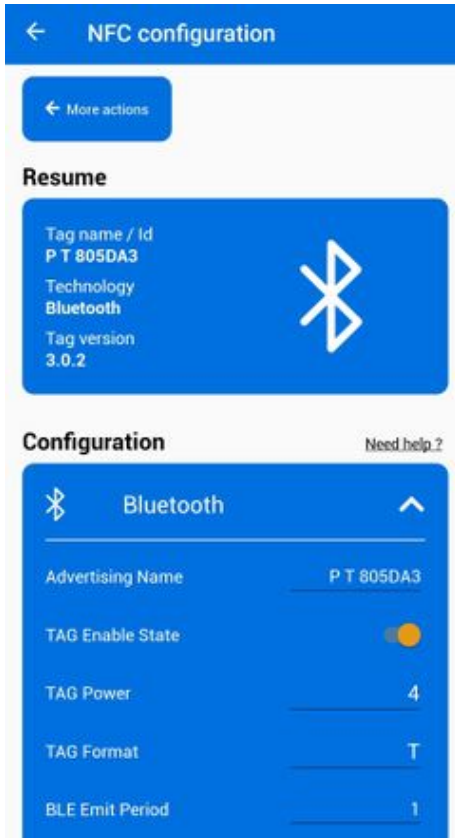 NFC configuration
More actions
Resume
Tag name / Id
P T 805DA3
Technology
Bluetooth
Tag version
3.0.2
Configuration
Need help ?
Bluetooth
Advertising Name P T 805DA3
TAG Enable State
TAG Power 4
TAG Format T
BLE Emit Period 1